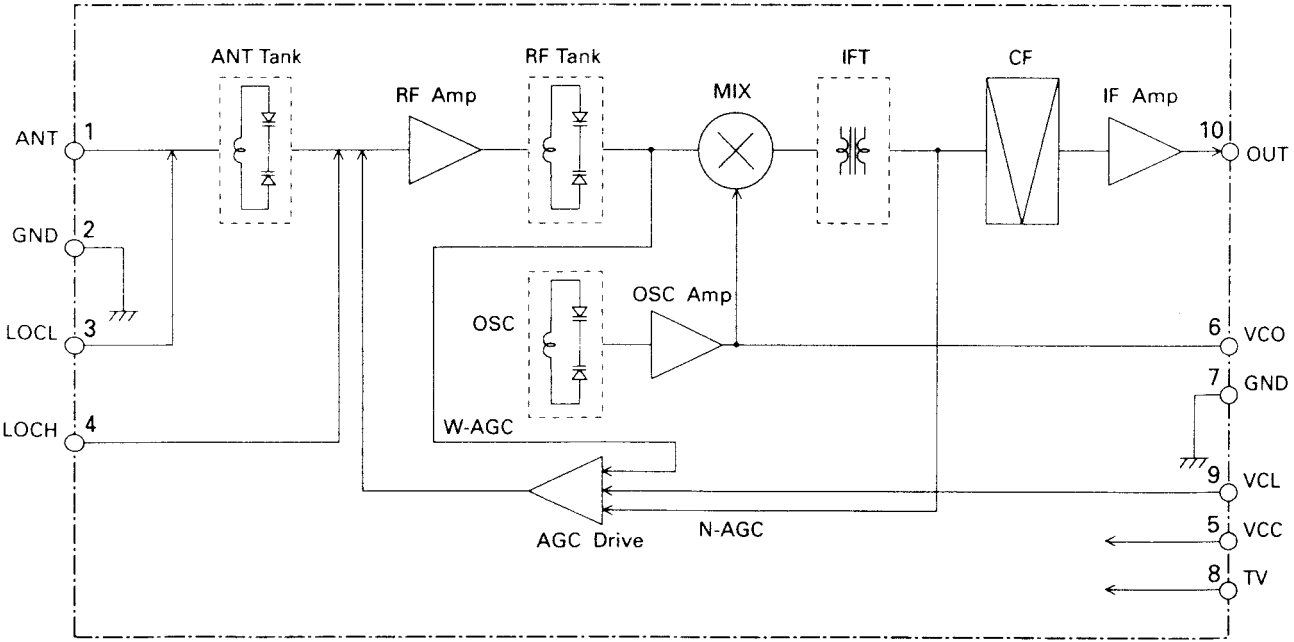 ANT Tank
RF Tank
IFT
CF
RF Amp
MIX
IF Amp
ANT
1
10
OUT
GND
2
LOCL
3
OSC
OSC Amp
6
VCO
7
GND
LOCH
4
W-AGC
9
VCL
AGC Drive
N-AGC
5
VCC
8
TV